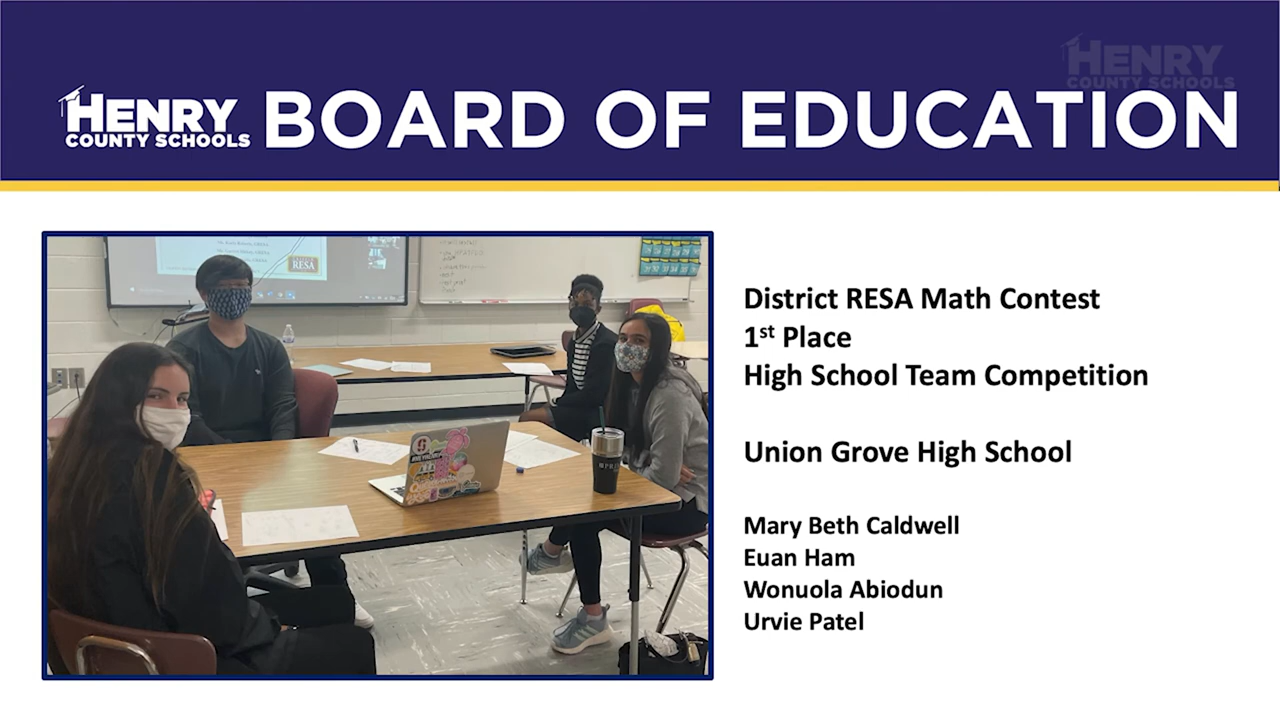 HENRY
COUNTY SCHOOLS
BOARD OF EDUCATION
HENRY
COUNTY SCHOOLS
RESA
District RESA Math Contest
1st Place
High School Team Competition
Union Grove High School
Mary Beth Caldwell
Euan Ham
Wonuola Abiodun
Urvie Patel